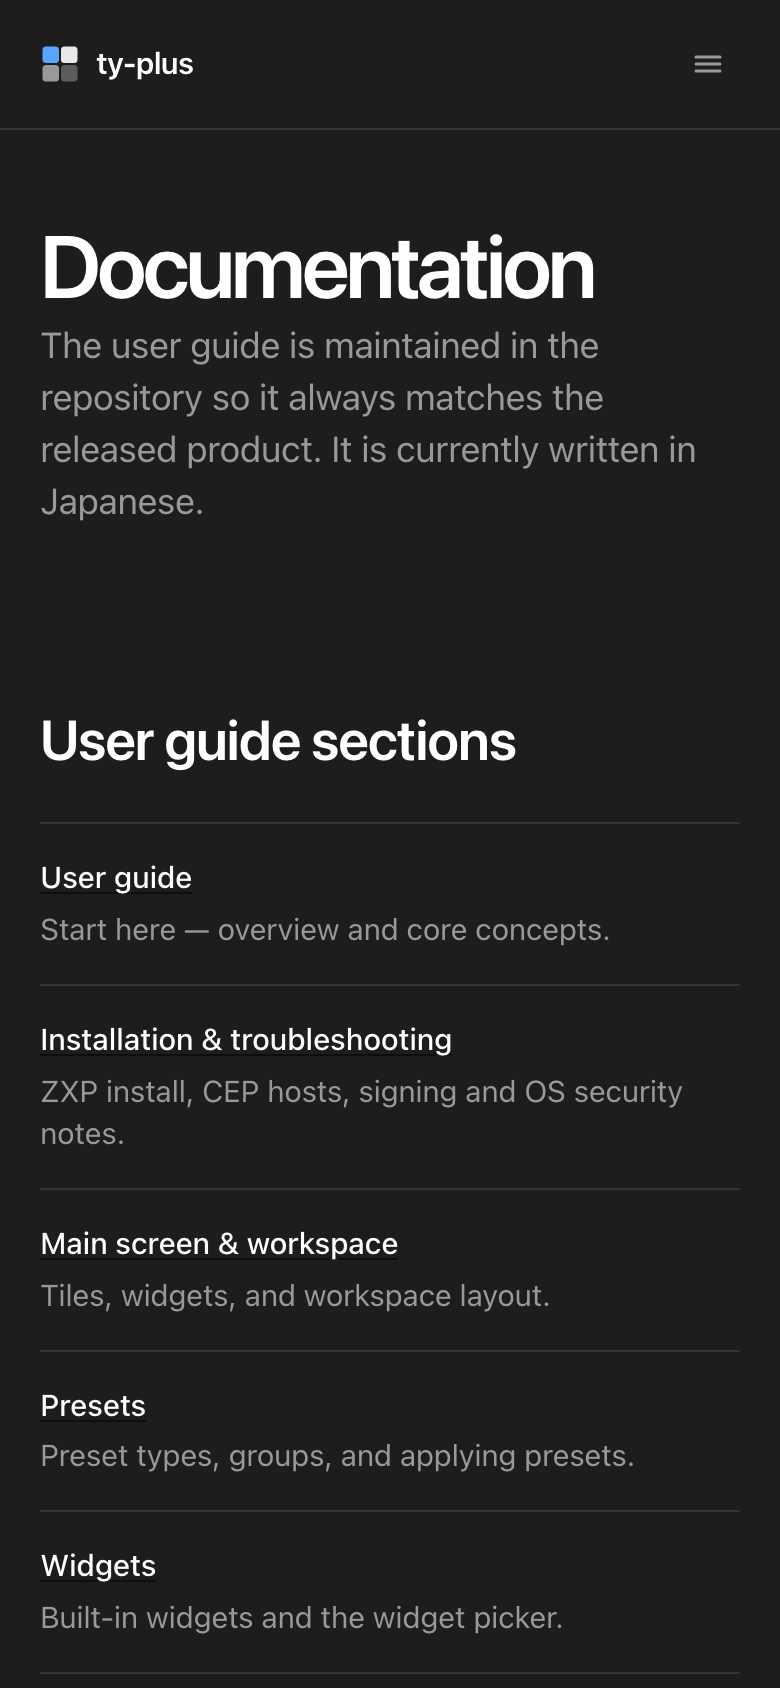 ty-plus
Documentation
The user guide is maintained in the
repository so it always matches the
released product. It is currently written in
Japanese.
User guide sections
User guide
Start here — overview and core concepts.
Installation & troubleshooting
ZXP install, CEP hosts, signing and OS security
notes.
Main screen & workspace
Tiles, widgets, and workspace layout.
Presets
Preset types, groups, and applying presets.
Widgets
Built-in widgets and the widget picker.